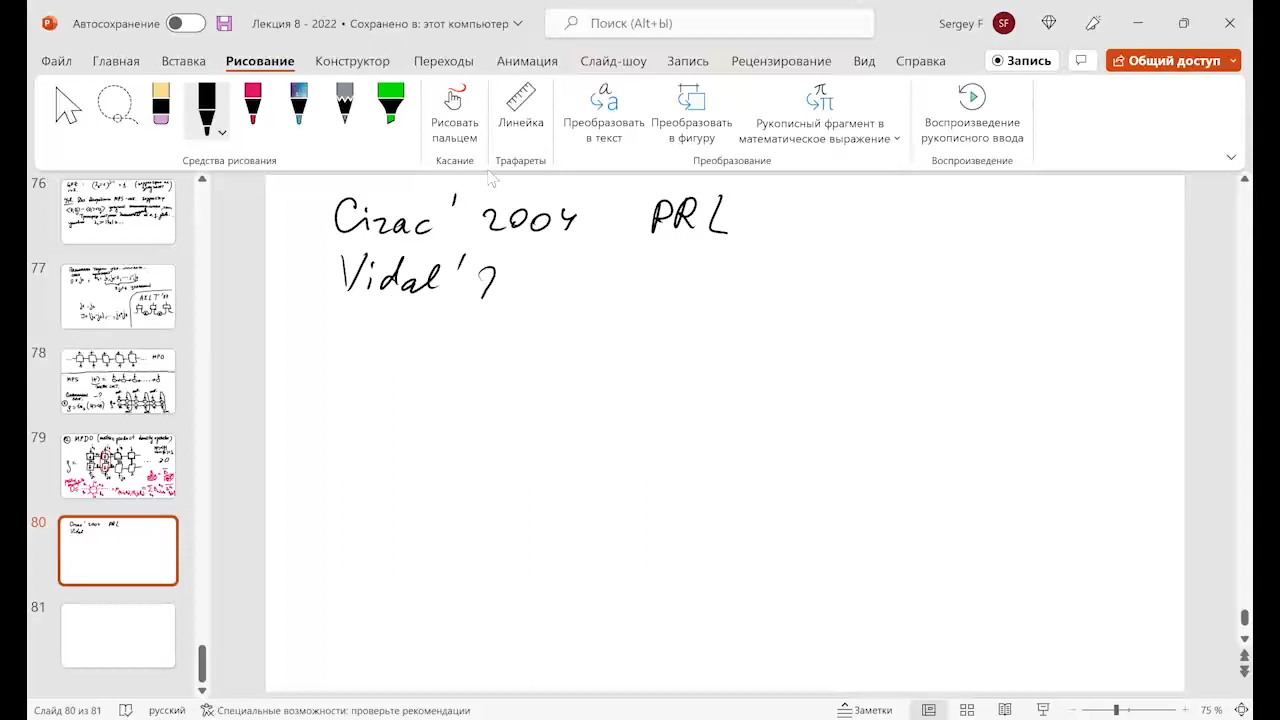 Автосохранение
Лекция 8 - 2022 • Сохранено в: этот компьютер
Поиск (Alt+Ы)
Sergey F
SF
Файл Главная Вставка Рисование Конструктор Переходы Анимация Слайд-шоу Запись Рецензирование Вид Справка
Запись
Общий доступ
Рисовать пальцем
Линейка
Преобразовать в текст
Преобразовать в фигуру
Рукописный фрагмент в математическое выражение
Воспроизведение рукописного ввода
Средства рисования
Касание
Трафареты
Преобразование
Воспроизведение
76
77
78
79
80
81
Cirac ' 2004 PRL
Vidal '
Слайд 80 из 81
русский
Специальные возможности: проверьте рекомендации
Заметки
75 %